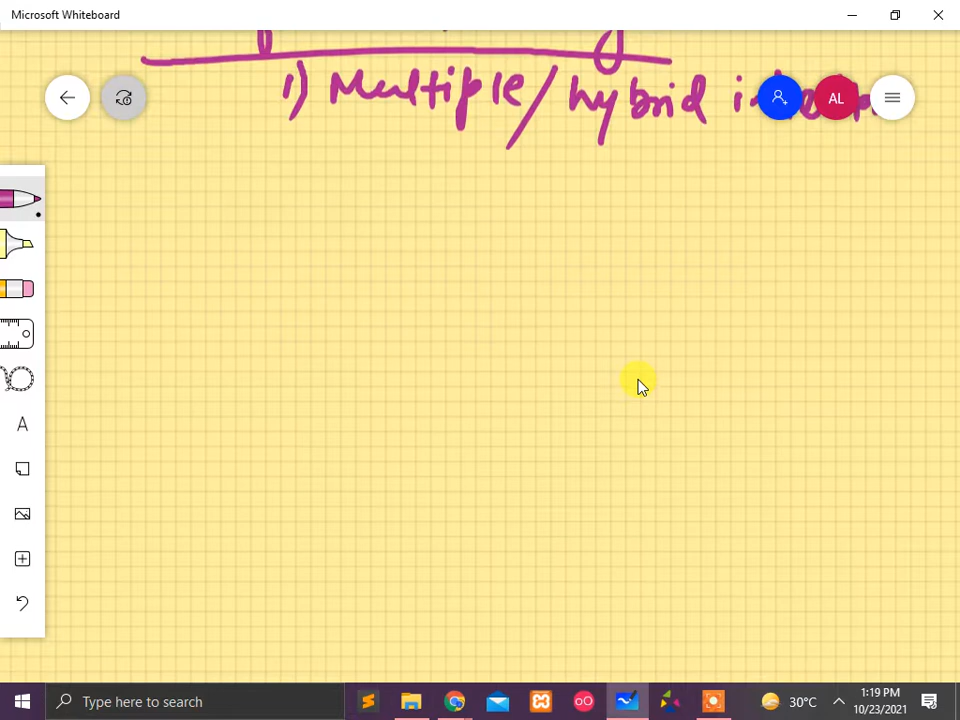 Microsoft Whiteboard
1) Multiple/hybrid
AL
A
Type here to search
30°C
1:19 PM
10/23/2021